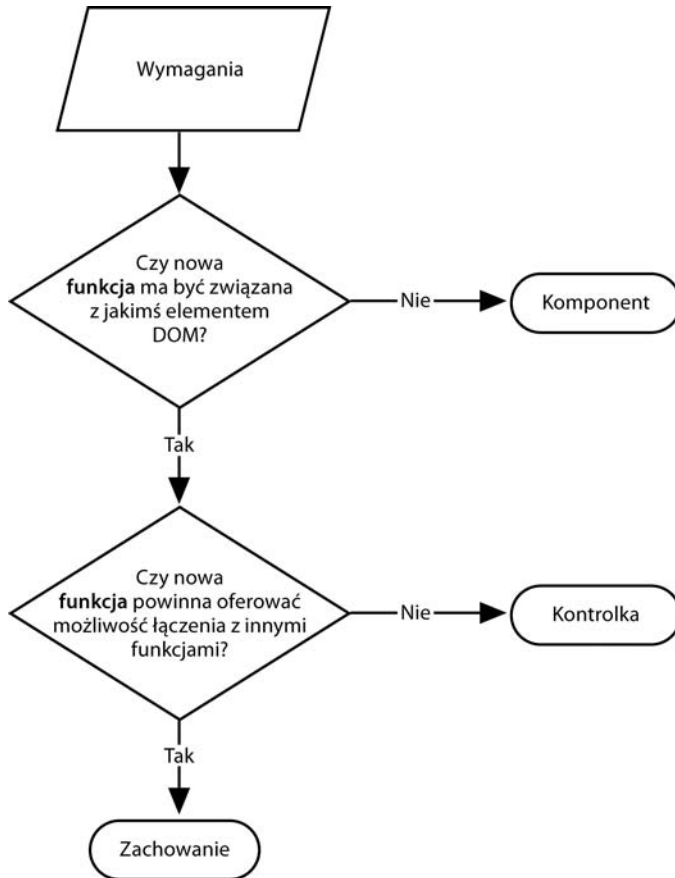 Wymagania
Czy nowa
funkcja ma być związana
z jakimś elementem
DOM?
Nie
Komponent
Tak
Czy nowa
funkcja powinna oferować
możliwość łączenia z innymi
funkcjami?
Nie
Kontrolka
Tak
Zachowanie